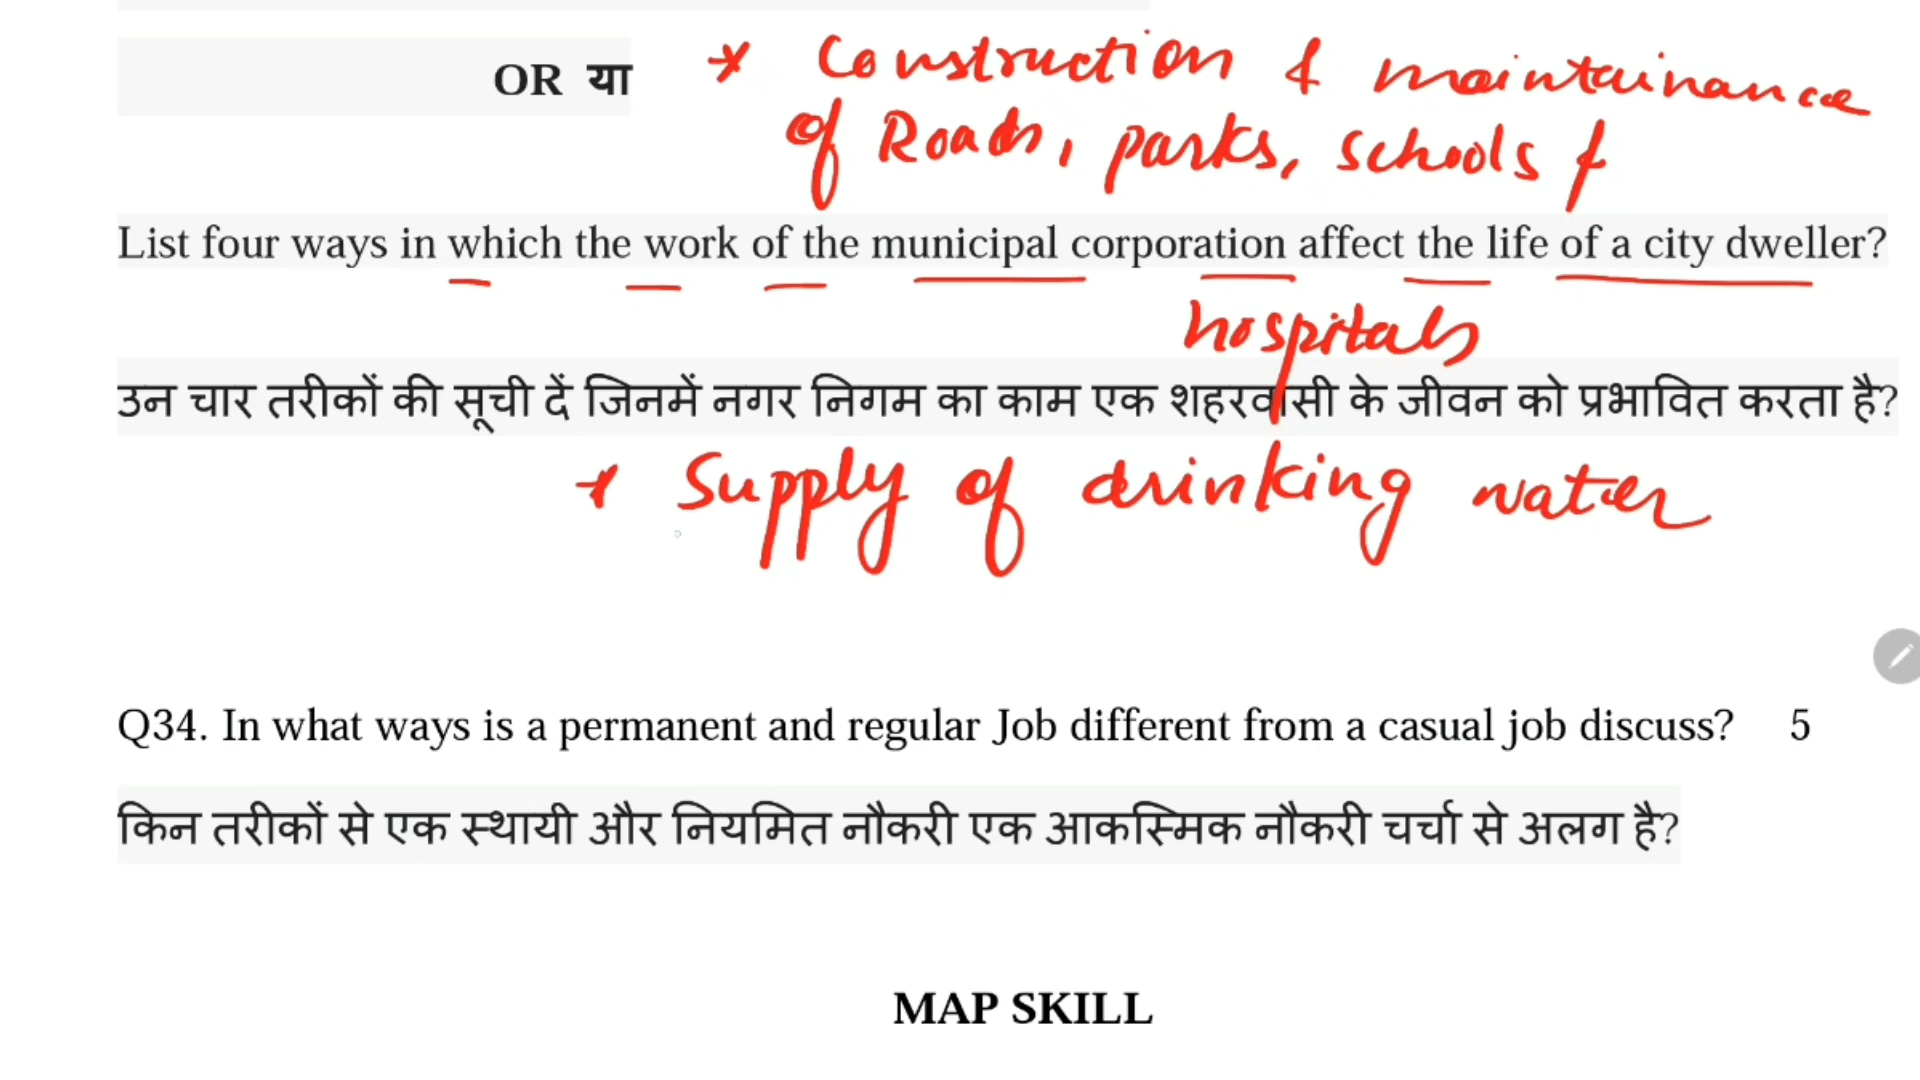 OR या
* Construction & maintainance
of Roads, parks, schools &
List four ways in which the work of the municipal corporation affect the life of a city dweller?
hospitals
उन चार तरीकों की सूची दें जिनमें नगर निगम का काम एक शहरवासी के जीवन को प्रभावित करता है?
* Supply of drinking water
Q34. In what ways is a permanent and regular Job different from a casual job discuss? 5
किन तरीकों से एक स्थायी और नियमित नौकरी एक आकस्मिक नौकरी चर्चा से अलग है?
MAP SKILL